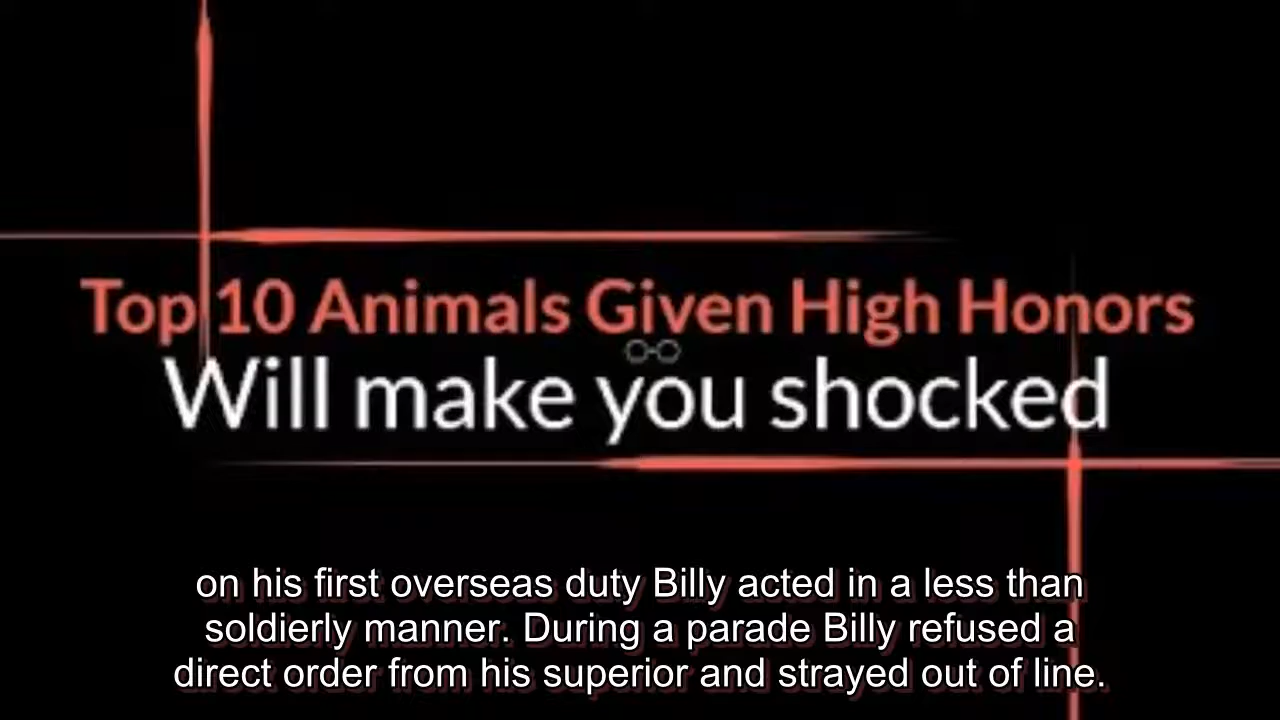 Top 10 Animals Given High Honors
Will make you shocked
on his first overseas duty Billy acted in a less than
soldierly manner. During a parade Billy refused a
direct order from his superior and strayed out of line.